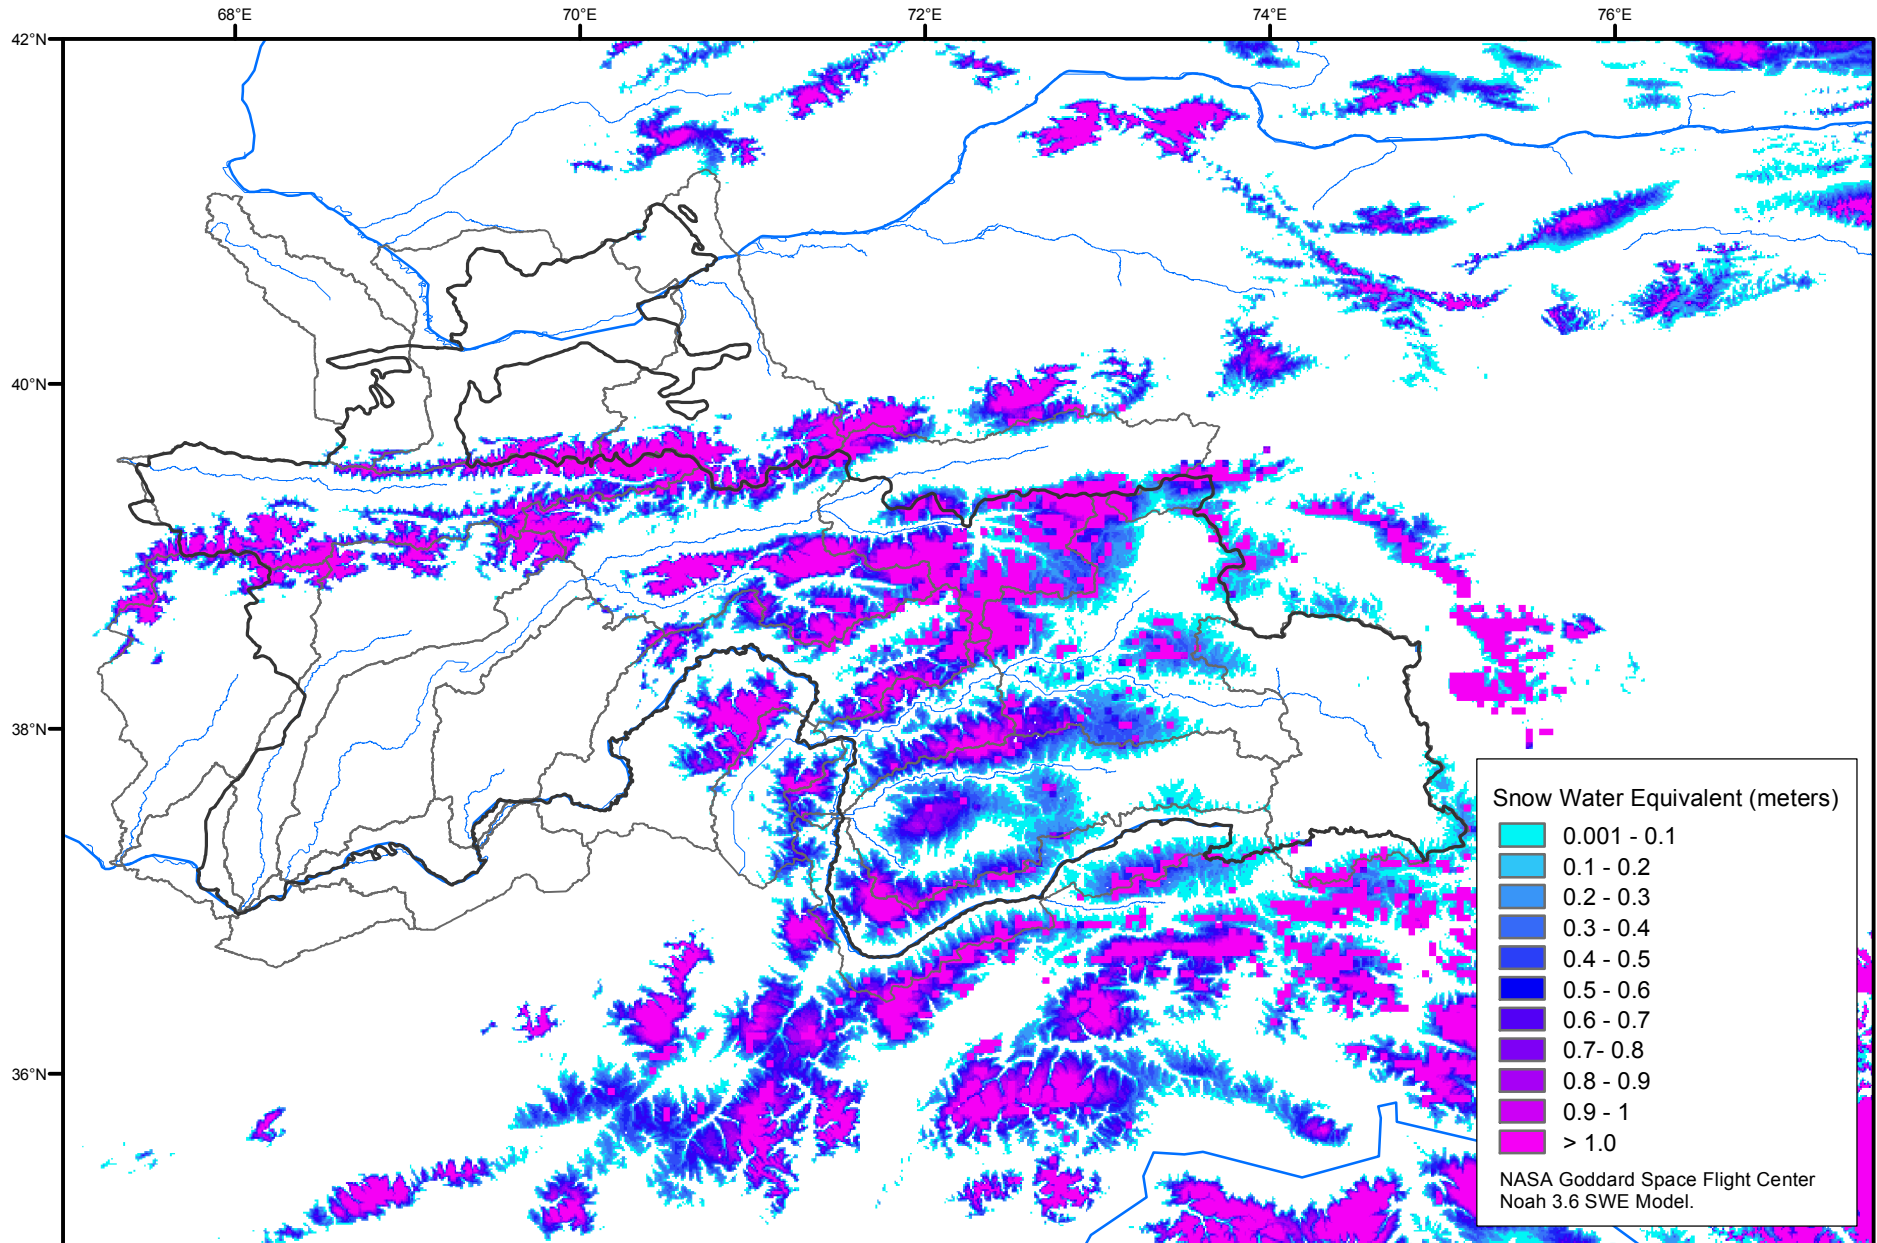 68°E 70°E 72°E 74°E 76°E
42°N
40°N
38°N
36°N
Snow Water Equivalent (meters)
0.001 - 0.1
0.1 - 0.2
0.2 - 0.3
0.3 - 0.4
0.4 - 0.5
0.5 - 0.6
0.6 - 0.7
0.7- 0.8
0.8 - 0.9
0.9 - 1
> 1.0
NASA Goddard Space Flight Center
Noah 3.6 SWE Model.